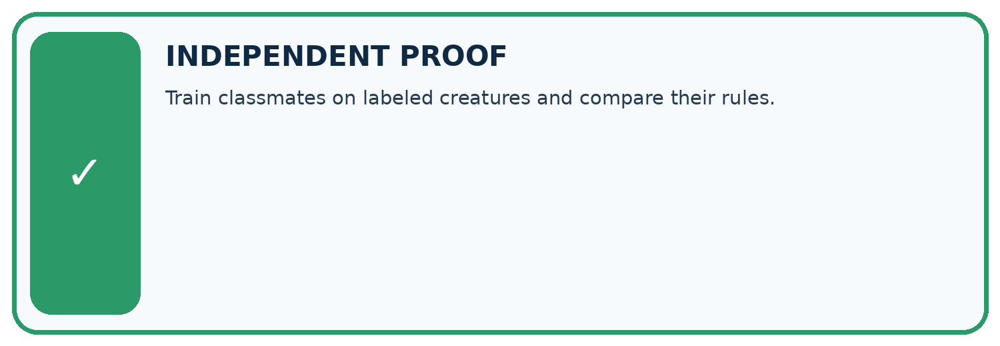 INDEPENDENT PROOF
Train classmates on labeled creatures and compare their rules.
✓